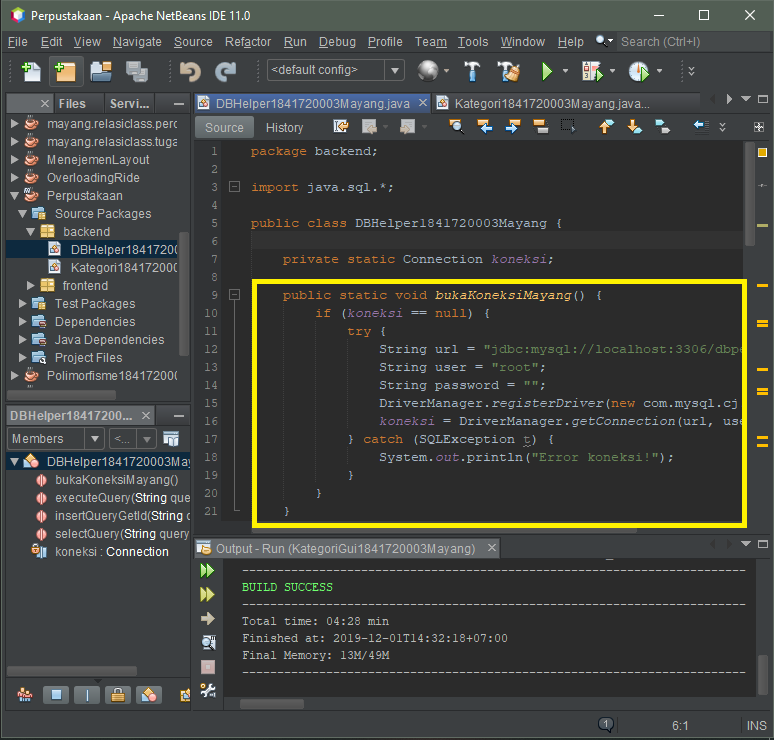 Perpustakaan - Apache NetBeans IDE 11.0
File Edit View Navigate Source Refactor Run Debug Profile Team Tools Window Help Search (Ctrl+I)
<default config>
Files Servi...
DBHelper1841720003Mayang.java Kategori1841720003Mayang.java...
Source History
mayang.relasiclass.perc
mayang.relasiclass.tuga
MenejemenLayout
OverloadingRide
Perpustakaan
Source Packages
backend
DBHelper184172000
Kategori184172000
frontend
Test Packages
Dependencies
Java Dependencies
Project Files
Polimorfisme1841720
1 package backend;
2
3 import java.sql.*;
4
5 public class DBHelper1841720003Mayang {
6
7 private static Connection koneksi;
8
9 public static void bukaKoneksiMayang() {
10 if (koneksi == null) {
11 try {
12 String url = "jdbc:mysql://localhost:3306/dbpe
13 String user = "root";
14 String password = "";
15 DriverManager.registerDriver(new com.mysql.cj
16 koneksi = DriverManager.getConnection(url, use
17 } catch (SQLException t) {
18 System.out.println("Error koneksi!");
19 }
20 }
21 }
DBHelper18417200...
Members <...
DBHelper1841720003May
bukaKoneksiMayang()
executeQuery(String que
insertQueryGetId(String q
selectQuery(String query
koneksi : Connection
Output - Run (KategoriGui1841720003Mayang)
------------------------------------------------------------------------
BUILD SUCCESS
------------------------------------------------------------------------
Total time: 04:28 min
Finished at: 2019-12-01T14:32:18+07:00
Final Memory: 13M/49M
------------------------------------------------------------------------
1 6:1 INS